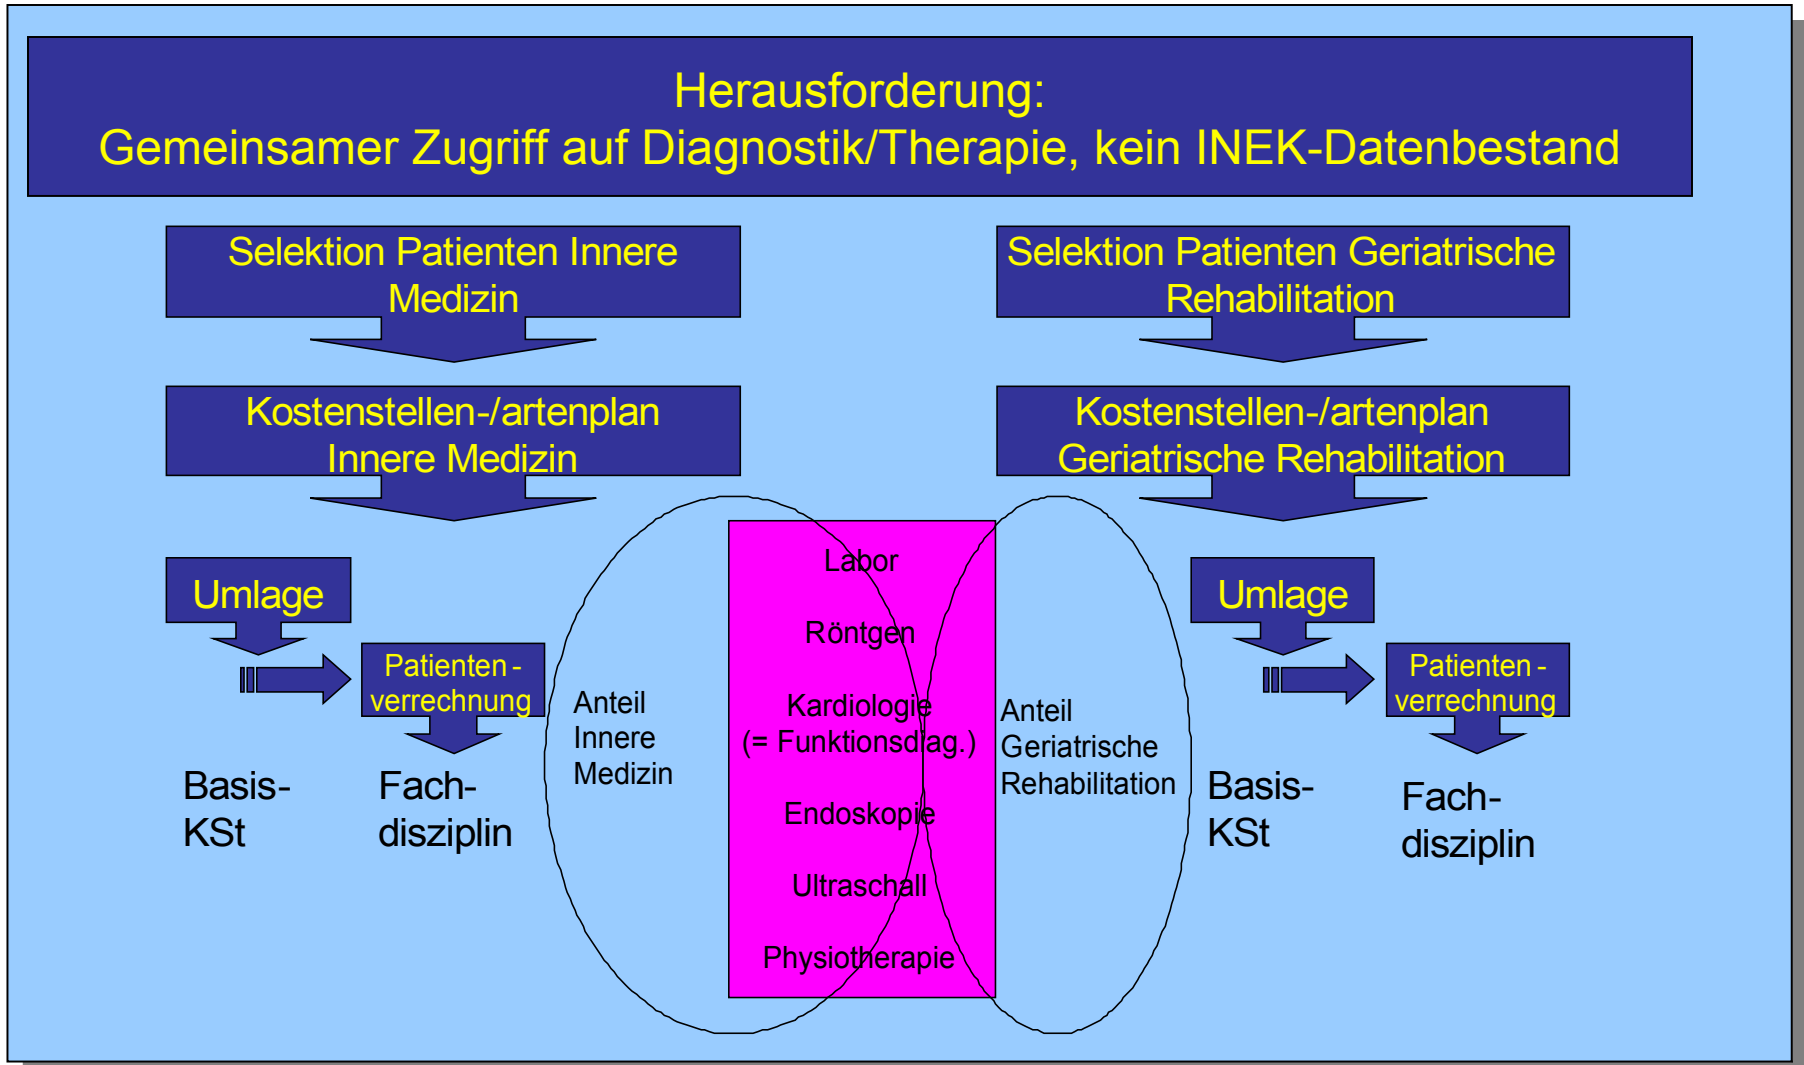 Herausforderung:
Gemeinsamer Zugriff auf Diagnostik/Therapie, kein INEK-Datenbestand
Selektion Patienten Innere
Medizin
Selektion Patienten Geriatrische
Rehabilitation
Kostenstellen-/artenplan
Innere Medizin
Kostenstellen-/artenplan
Geriatrische Rehabilitation
Umlage
Patienten -
verrechnung
Basis-
KSt
Fach-
disziplin
Anteil
Innere
Medizin
Labor
Röntgen
Kardiologie
(= Funktionsdiag.)
Endoskopie
Ultraschall
Physiotherapie
Anteil
Geriatrische
Rehabilitation
Umlage
Patienten -
verrechnung
Basis-
KSt
Fach-
disziplin